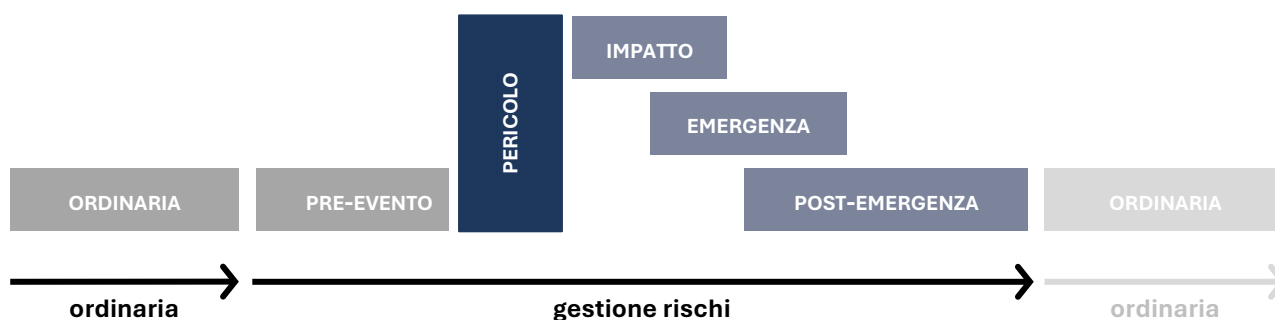 PERICOLO
IMPATTO
EMERGENZA
ORDINARIA
PRE-EVENTO
POST-EMERGENZA
ORDINARIA
ordinaria
gestione rischi
ordinaria